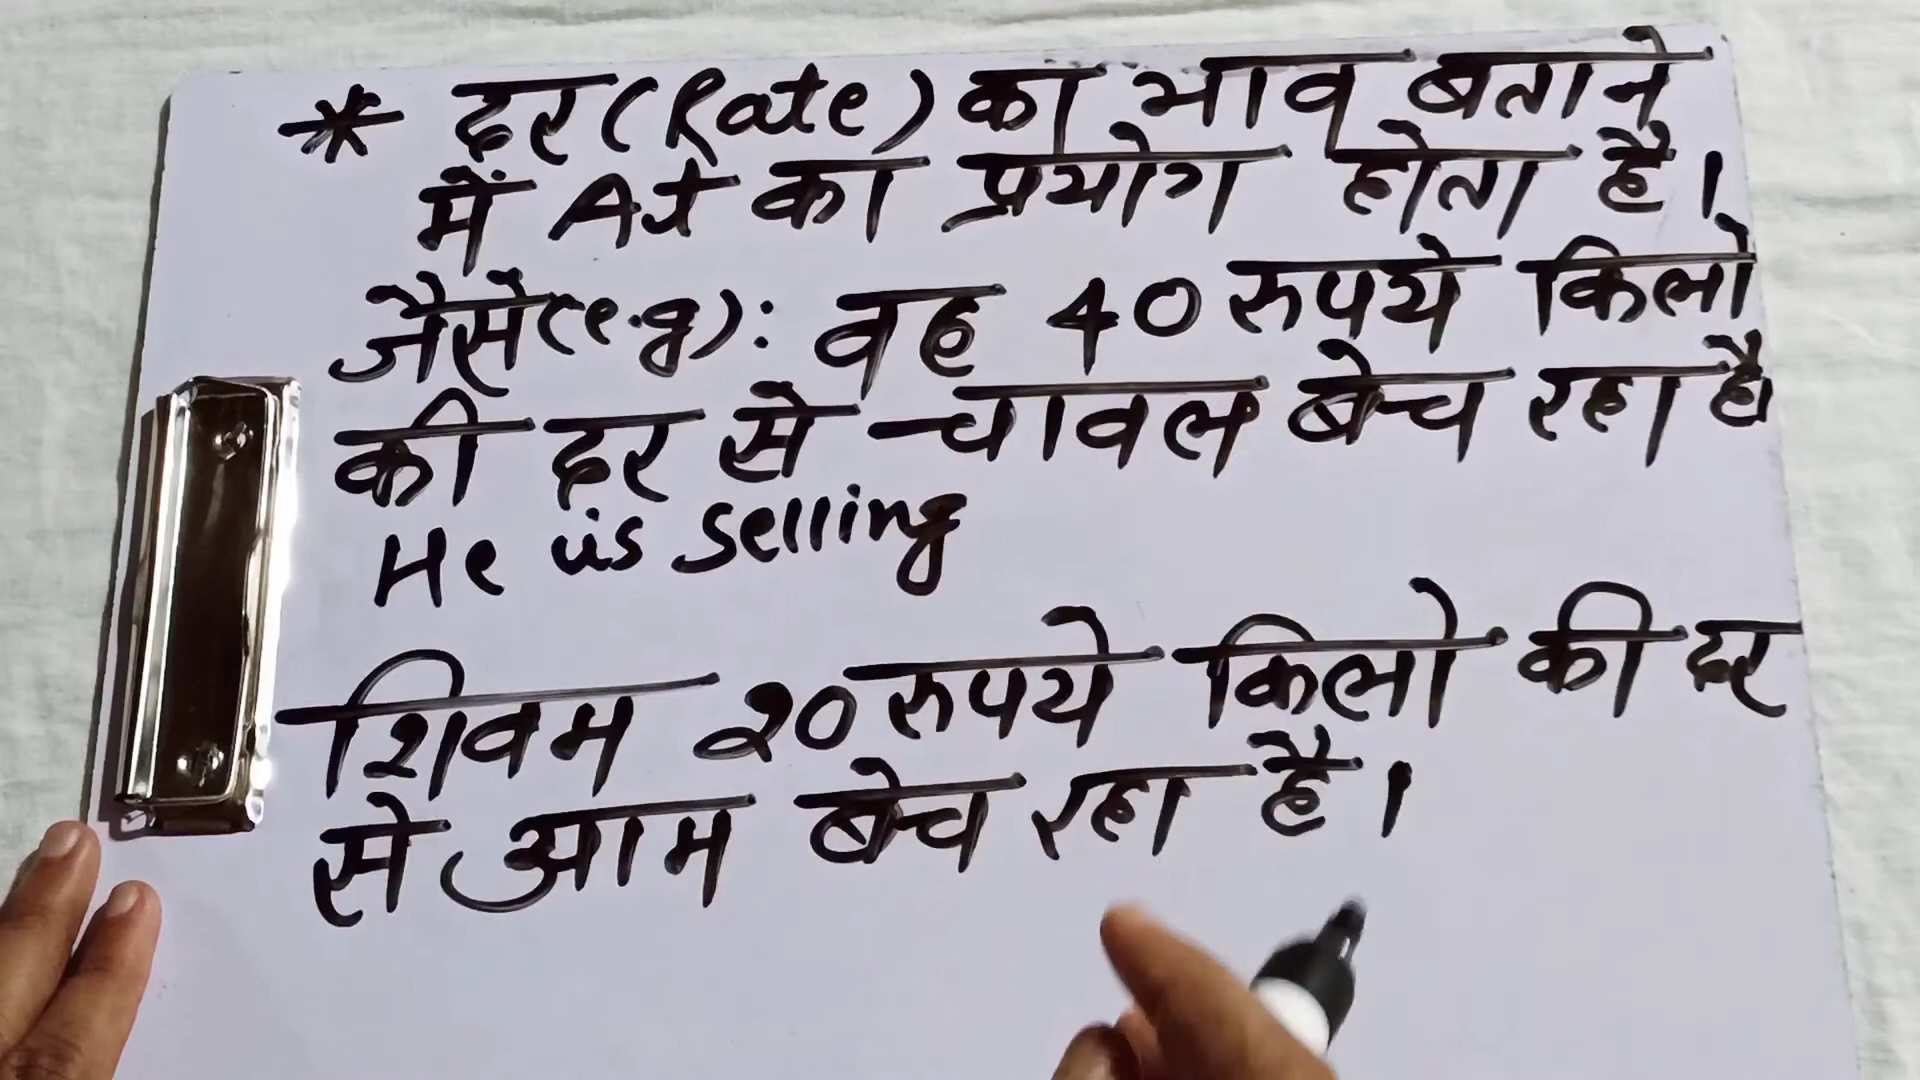 * दर (Rate) का भाव बताने
में At का प्रयोग होता है।
जैसे (e.g): वह 40 रुपये किलो
की दर से चावल बेच रहा है
He is selling
शिवम 20 रुपये किलो की दर
से आम बेच रहा है।